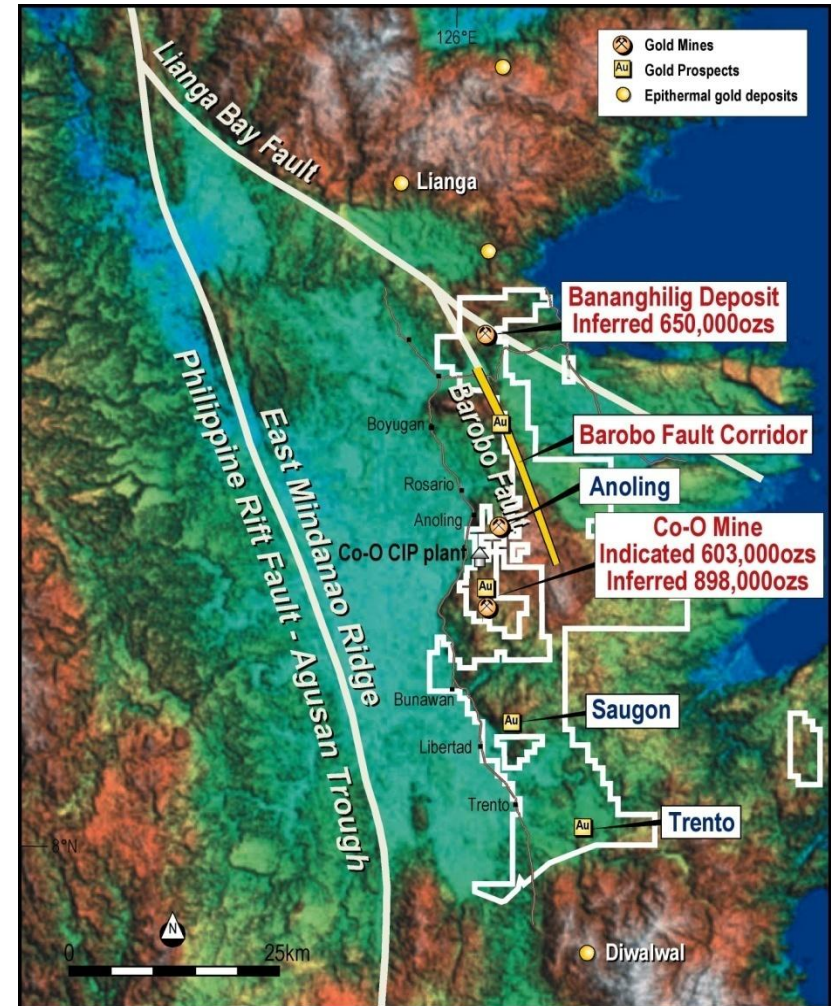 126°E
Gold Mines
Au
Gold Prospects
Epithermal gold deposits
Lianga Bay Fault
Lianga
Bananghilig Deposit
Inferred 650,000ozs
Philippine Rift Fault - Agusan Trough
East Mindanao Ridge
Barobo Fault
Au
Boyugan
Barobo Fault Corridor
Rosario
Anoling
Anoling
Co-O CIP plant
Co-O Mine
Indicated 603,000ozs
Inferred 898,000ozs
Au
Bunawan
Au
Saugon
Libertad
Trento
Au
Trento
8°N
N
0
25km
Diwalwal